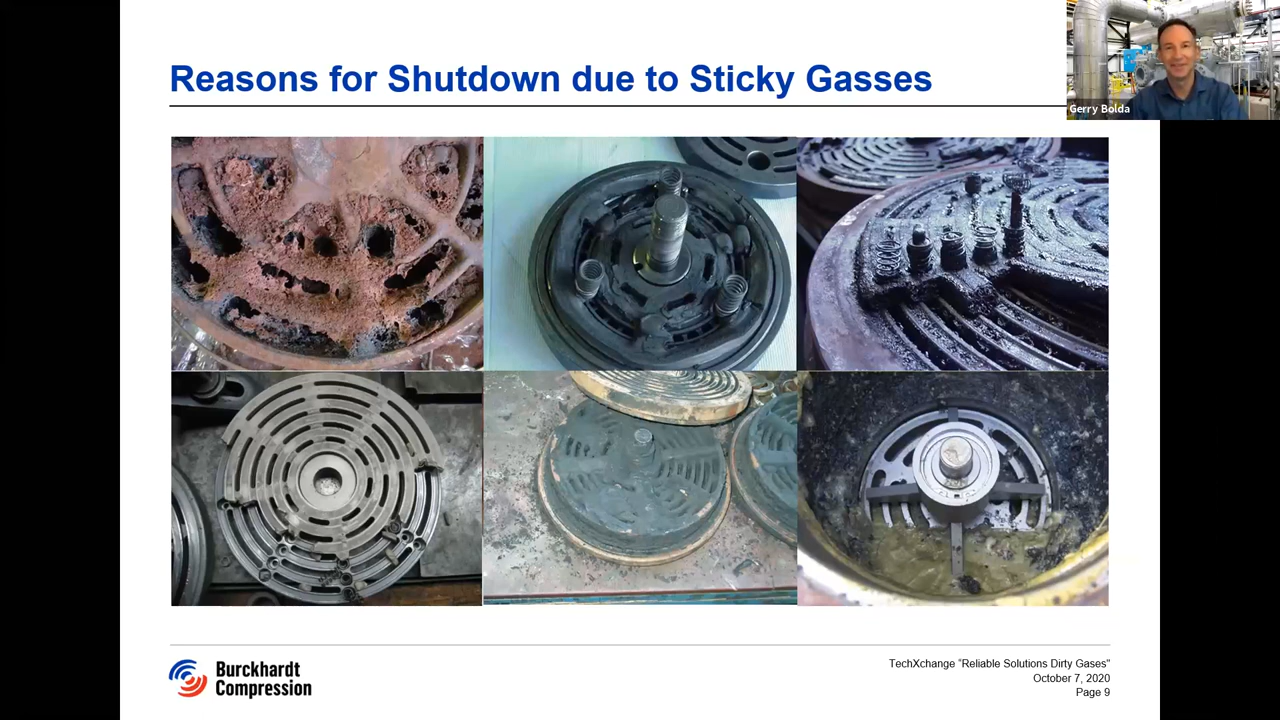 Reasons for Shutdown due to Sticky Gasses
Gerry Bolda
Burckhardt
Compression
TechXchange "Reliable Solutions Dirty Gases"
October 7, 2020
Page 9